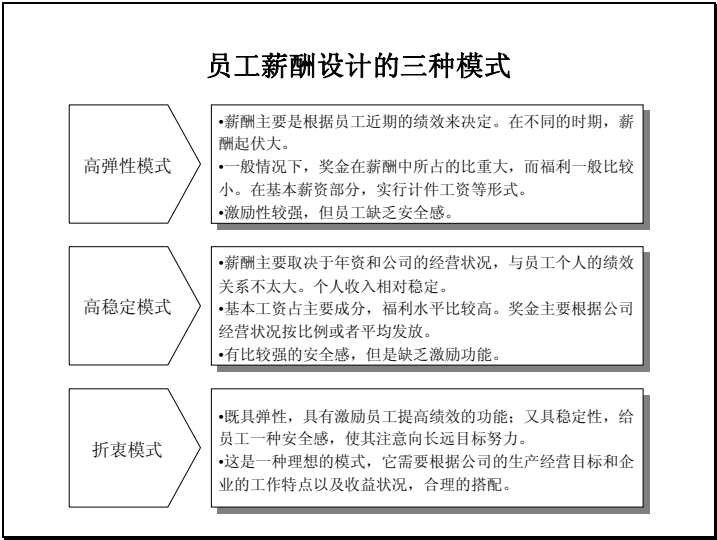 员工薪酬设计的三种模式
高弹性模式
•薪酬主要是根据员工近期的绩效来决定。在不同的时期，薪
酬起伏大。
•一般情况下，奖金在薪酬中所占的比重大，而福利一般比较
小。在基本薪资部分，实行计件工资等形式。
•激励性较强，但员工缺乏安全感。
高稳定模式
•薪酬主要取决于年资和公司的经营状况，与员工个人的绩效
关系不太大。个人收入相对稳定。
•基本工资占主要成分，福利水平比较高。奖金主要根据公司
经营状况按比例或者平均发放。
•有比较强的安全感，但是缺乏激励功能。
折衷模式
•既具弹性，具有激励员工提高绩效的功能；又具稳定性，给
员工一种安全感，使其注意向长远目标努力。
•这是一种理想的模式，它需要根据公司的生产经营目标和企
业的工作特点以及收益状况，合理的搭配。